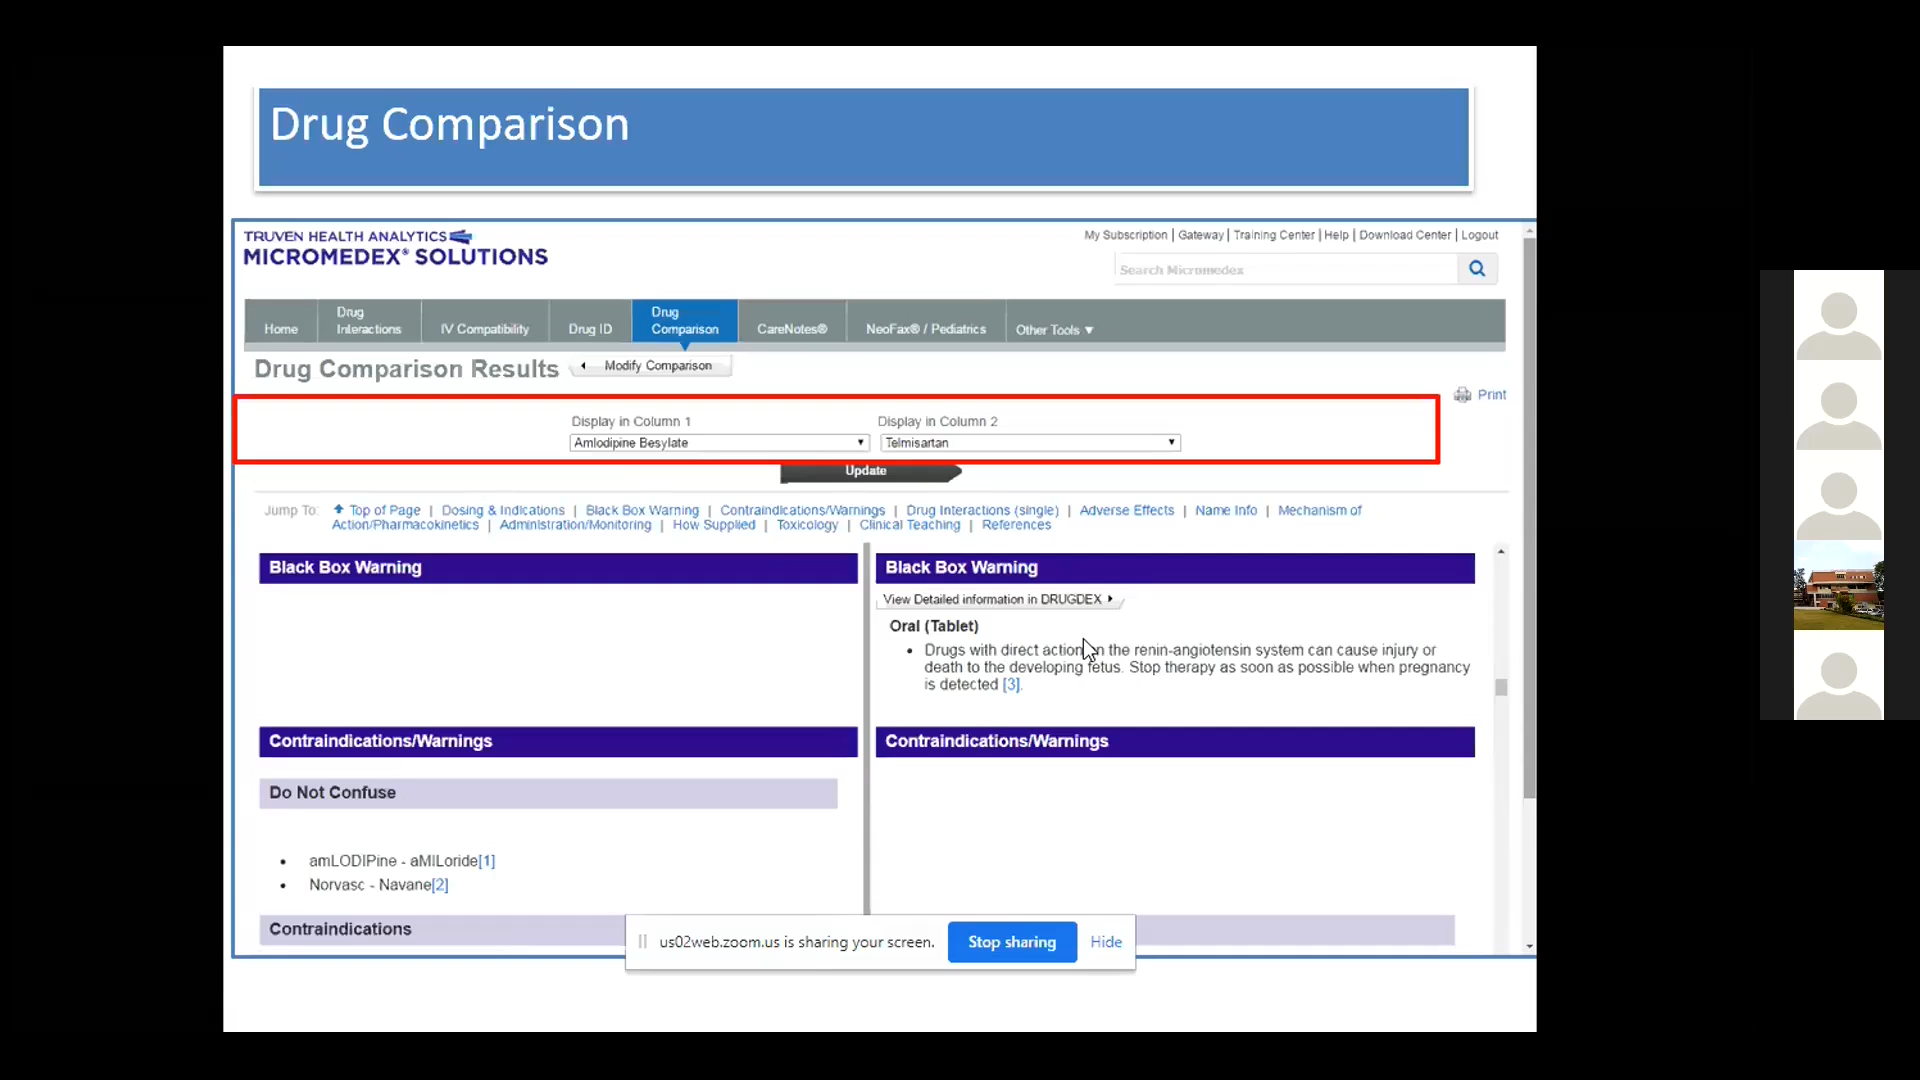 Drug Comparison
TRUVEN HEALTH ANALYTICS
MICROMEDEX® SOLUTIONS
My Subscription | Gateway | Training Center | Help | Download Center | Logout
Search Micromedex
Home
Drug Interactions
IV Compatibility
Drug ID
Drug Comparison
CareNotes®
NeoFax® / Pediatrics
Other Tools ▼
Drug Comparison Results
Modify Comparison
Print
Display in Column 1
Display in Column 2
Amlodipine Besylate
Telmisartan
Update
Jump To: Top of Page | Dosing & Indications | Black Box Warning | Contraindications/Warnings | Drug Interactions (single) | Adverse Effects | Name Info | Mechanism of
Action/Pharmacokinetics | Administration/Monitoring | How Supplied | Toxicology | Clinical Teaching | References
Black Box Warning
Black Box Warning
View Detailed information in DRUGDEX
Oral (Tablet)
• Drugs with direct action on the renin-angiotensin system can cause injury or
death to the developing fetus. Stop therapy as soon as possible when pregnancy
is detected [3].
Contraindications/Warnings
Contraindications/Warnings
Do Not Confuse
• amLODIPine - aMILoride[1]
• Norvasc - Navane[2]
Contraindications
us02web.zoom.us is sharing your screen.
Stop sharing
Hide